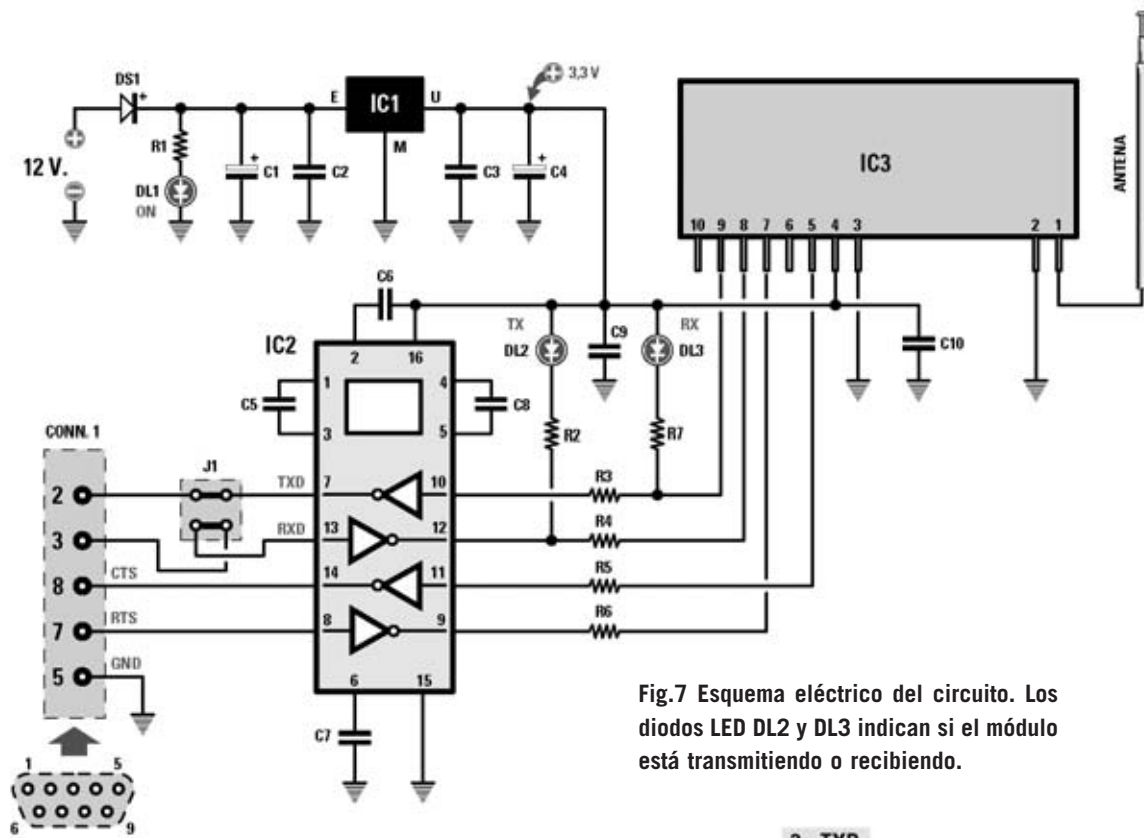 DS1
+
12 V.
R1
DL1
ON
+
C1
C2
E
IC1
U
M
C3
+
C4
3,3 V
IC3
10 9 8 7 6 5 4 3 2 1
ANTENA
C6
TX
DL2
C9
RX
DL3
C10
IC2
2 16
1 4
C5
C8
3 5
R2
R7
CONN. 1
J1
2
TXD
7 10
R3
3
RXD
13 12
R4
8
CTS
14 11
R5
7
RTS
8 9
R6
5
GND
6 15
C7
1 5
6 9
Fig.7 Esquema eléctrico del circuito. Los
diodos LED DL2 y DL3 indican si el módulo
está transmitiendo o recibiendo.